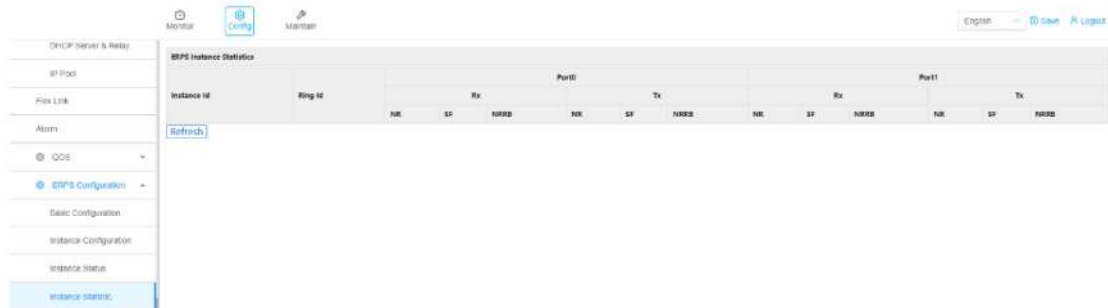 Monitor Config Maintain
English Save Logout
DHCP Server & Relay
ERPS Instance Statistics
IP Pool
Port0 Port1
Instance Id Ring Id Rx Tx Rx Tx
NR SF NRRB NR SF NRRB NR SF NRRB NR SF NRRB
Flex Link
Refresh
Alarm
QOS
ERPS Configuration
Basic Configuration
Instance Configuration
Instance Status
Instance Statistic